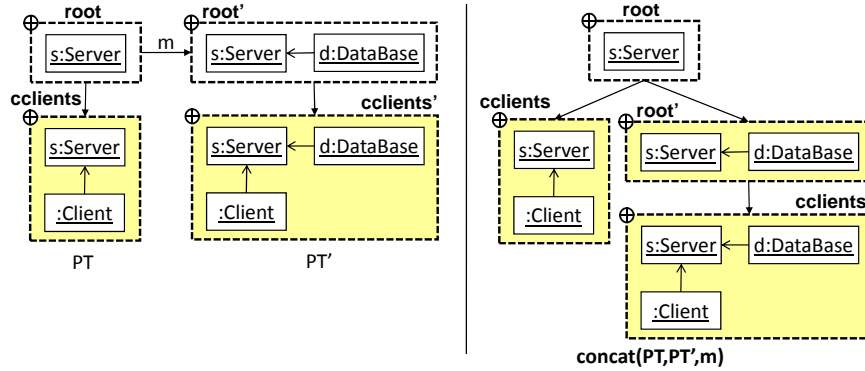 root
s:Server
m
root’
s:Server
d:DataBase
cclients
s:Server
:Client
PT
cclients’
s:Server
d:DataBase
:Client
PT’
root
s:Server
cclients
s:Server
:Client
root’
s:Server
d:DataBase
cclients
s:Server
d:DataBase
:Client
concat(PT,PT’,m)